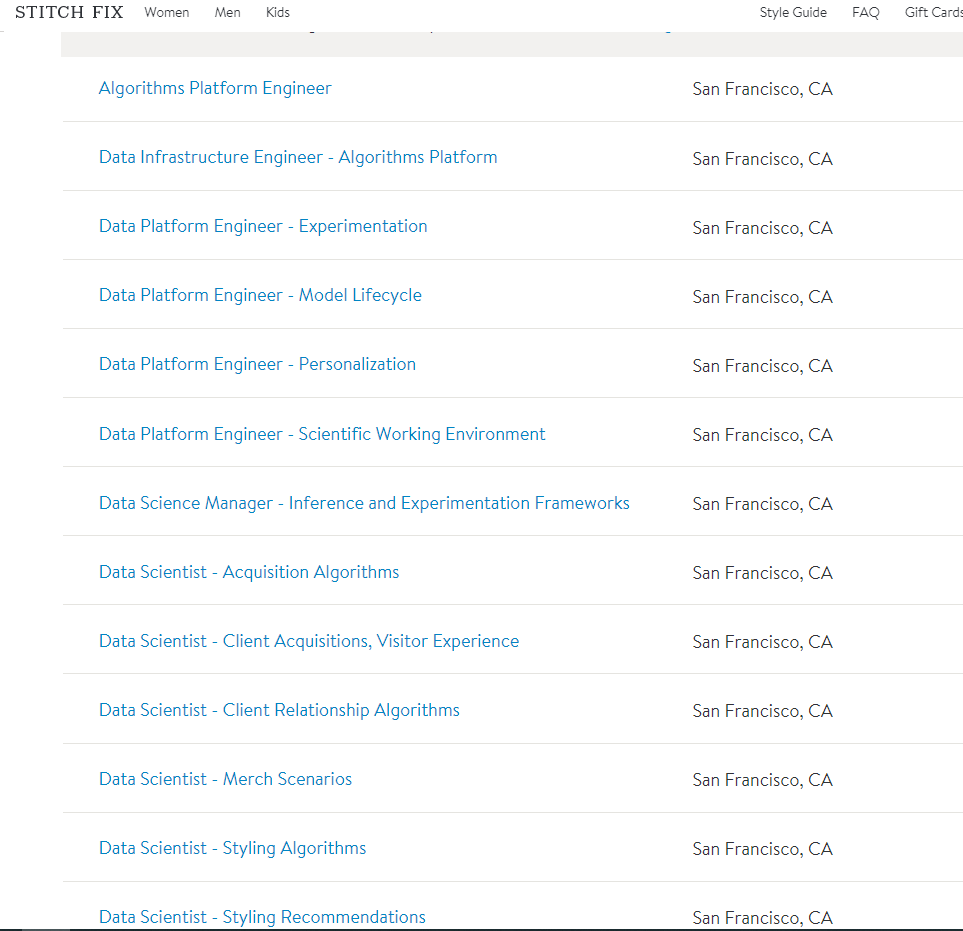 STITCH FIX Women Men Kids Style Guide FAQ Gift Cards
Algorithms Platform Engineer San Francisco, CA
Data Infrastructure Engineer - Algorithms Platform San Francisco, CA
Data Platform Engineer - Experimentation San Francisco, CA
Data Platform Engineer - Model Lifecycle San Francisco, CA
Data Platform Engineer - Personalization San Francisco, CA
Data Platform Engineer - Scientific Working Environment San Francisco, CA
Data Science Manager - Inference and Experimentation Frameworks San Francisco, CA
Data Scientist - Acquisition Algorithms San Francisco, CA
Data Scientist - Client Acquisitions, Visitor Experience San Francisco, CA
Data Scientist - Client Relationship Algorithms San Francisco, CA
Data Scientist - Merch Scenarios San Francisco, CA
Data Scientist - Styling Algorithms San Francisco, CA
Data Scientist - Styling Recommendations San Francisco, CA